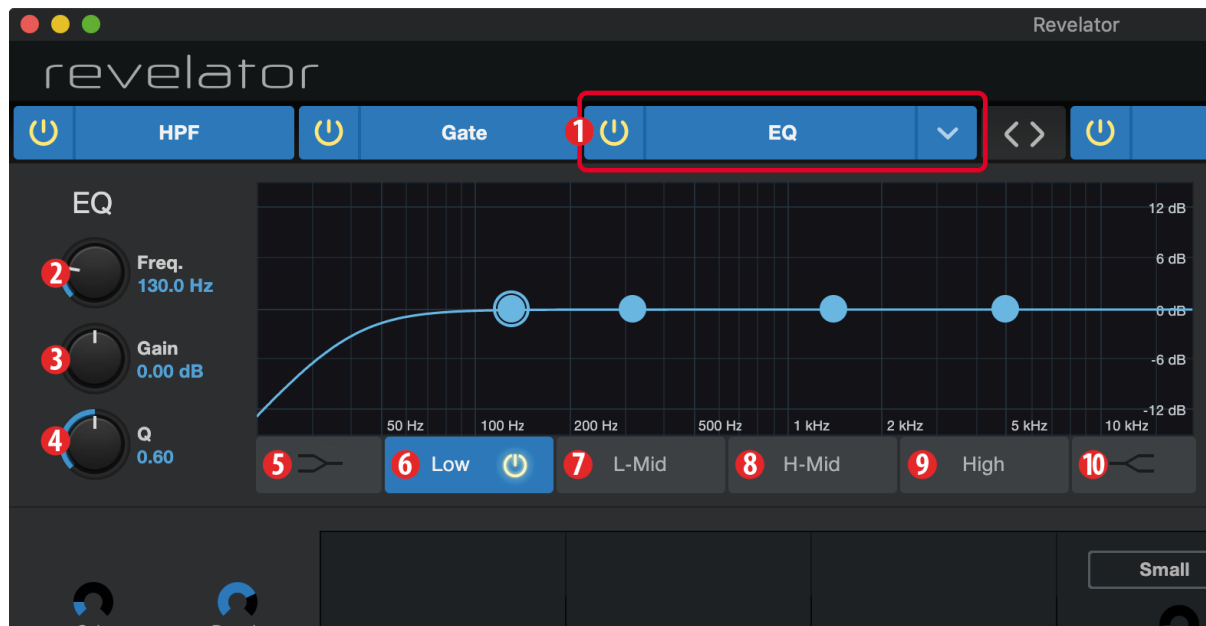 Revelator
revelator
HPF
Gate
1
EQ
EQ
12 dB
2
Freq.
130.0 Hz
6 dB
0 dB
3
Gain
0.00 dB
-6 dB
-12 dB
4
Q
0.60
50 Hz 100 Hz 200 Hz 500 Hz 1 kHz 2 kHz 5 kHz 10 kHz
5
6 Low
7 L-Mid
8 H-Mid
9 High
10
Small